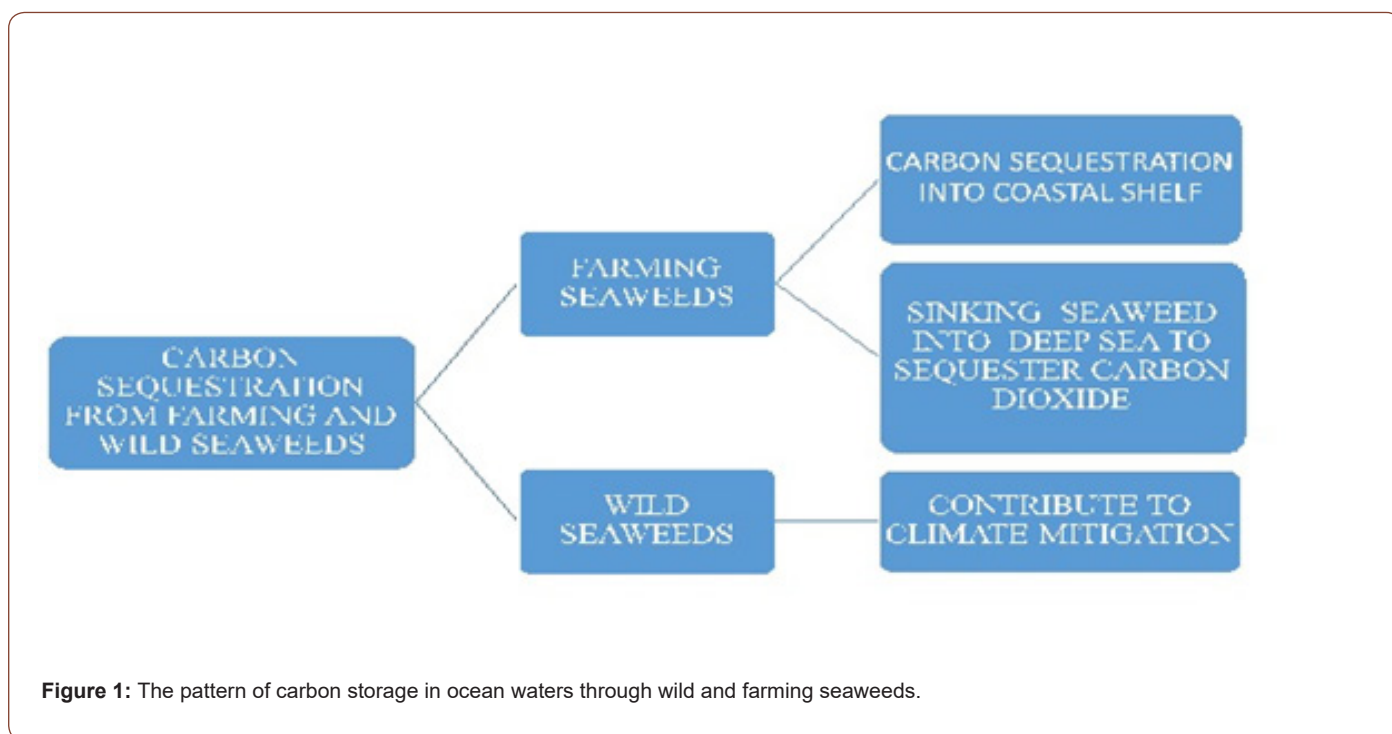 CARBON SEQUESTRATION
INTO COASTAL SHELF
FARMING
SEAWEEDS
SINKING SEAWEED
INTO DEEP SEA TO
SEQUESTER CARBON
DIOXIDE
CARBON
SEQUESTRATION
FROM FARMING AND
WILD SEAWEEDS
WILD
SEAWEEDS
CONTRIBUTE TO
CLIMATE MITIGATION
Figure 1: The pattern of carbon storage in ocean waters through wild and farming seaweeds.